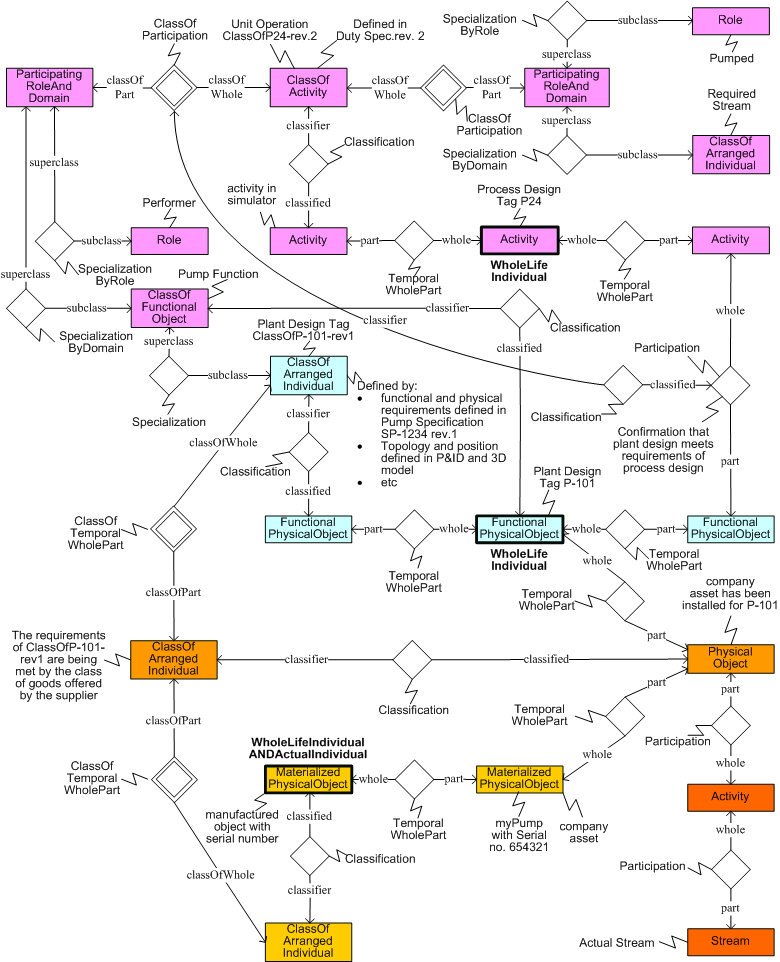 ClassOf
Participation
Unit Operation
ClassOfP24-rev.2
Defined in
Duty Spec.rev. 2
Specialization
ByRole
subclass
Role
Pumped
superclass
Participating
RoleAnd
Domain
classOf
Part
classOf
Whole
ClassOf
Activity
classOf
Whole
classOf
Part
Participating
RoleAnd
Domain
ClassOf
Participation
Required
Stream
superclass
Specialization
ByDomain
subclass
ClassOf
Arranged
Individual
classifier
Classification
classified
superclass
activity in
simulator
Performer
subclass
Role
Specialization
ByRole
Activity
part
whole
Temporal
WholePart
Process Design
Tag P24
Activity
WholeLife
Individual
whole
part
Temporal
WholePart
Activity
superclass
Pump Function
subclass
ClassOf
Functional
Object
Specialization
ByDomain
classifier
classifier
Classification
classified
whole
superclass
Plant Design Tag
ClassOfP-101-rev1
subclass
ClassOf
Arranged
Individual
Specialization
Participation
classified
Classification
Confirmation that
plant design meets
requirements of
process design
Defined by:
• functional and physical
requirements defined in
Pump Specification
SP-1234 rev.1
• Topology and position
defined in P&ID and 3D
model
• etc
classifier
classOfWhole
Classification
classified
part
Plant Design
Tag P-101
ClassOf
Temporal
WholePart
Functional
PhysicalObject
part
whole
Temporal
WholePart
Functional
PhysicalObject
WholeLife
Individual
whole
part
Temporal
WholePart
Functional
PhysicalObject
whole
classOfPart
Temporal
WholePart
company
asset has been
installed for P-101
part
The requirements
of ClassOfP-101-
rev1 are being
met by the class
of goods offered
by the supplier
ClassOf
Arranged
Individual
classifier
classified
Classification
Physical
Object
part
part
classOfPart
Temporal
WholePart
Participation
whole
whole
ClassOf
Temporal
WholePart
WholeLifeIndividual
ANDActualIndividual
Materialized
PhysicalObject
whole
part
Temporal
WholePart
Materialized
PhysicalObject
Activity
manufactured
object with
serial number
classified
myPump
with Serial
no. 654321
company
asset
whole
Classification
Participation
classOfWhole
classifier
part
ClassOf
Arranged
Individual
Actual Stream
Stream